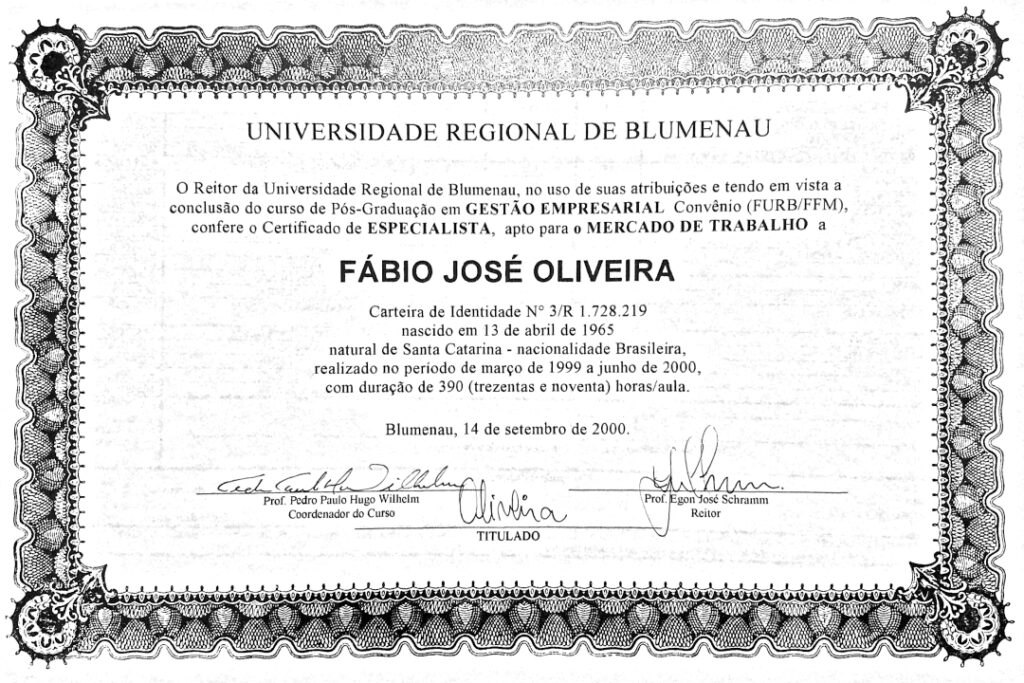 UNIVERSIDADE REGIONAL DE BLUMENAU
O Reitor da Universidade Regional de Blumenau, no uso de suas atribuições e tendo em vista a
conclusão do curso de Pós-Graduação em GESTÃO EMPRESARIAL Convênio (FURB/FFM),
confere o Certificado de ESPECIALISTA, apto para o MERCADO DE TRABALHO a
FÁBIO JOSÉ OLIVEIRA
Carteira de Identidade N° 3/R 1.728.219
nascido em 13 de abril de 1965
natural de Santa Catarina - nacionalidade Brasileira,
realizado no período de março de 1999 a junho de 2000,
com duração de 390 (trezentas e noventa) horas/aula.
Blumenau, 14 de setembro de 2000.
Prof. Pedro Paulo Hugo Wilhelm
Coordenador do Curso
Prof. Egon José Schramm
Reitor
Oliveira
TITULADO